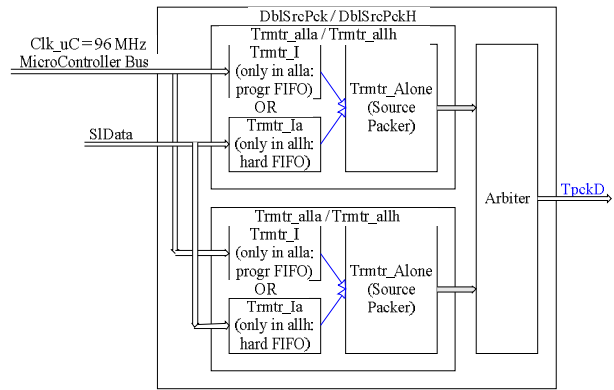 DblSrcPck / DblSrcPckH
Trmtr_alla / Trmtr_allh
Clk_uC = 96 MHz
MicroController Bus
Trmtr_I
(only in alla:
progr FIFO)
OR
Trmtr_Ia
(only in allh:
hard FIFO)
Trmtr_Alone
(Source
Packer)
SlData
Arbiter
TpckD
Trmtr_alla / Trmtr_allh
Trmtr_I
(only in alla:
progr FIFO)
OR
Trmtr_Ia
(only in allh:
hard FIFO)
Trmtr_Alone
(Source
Packer)